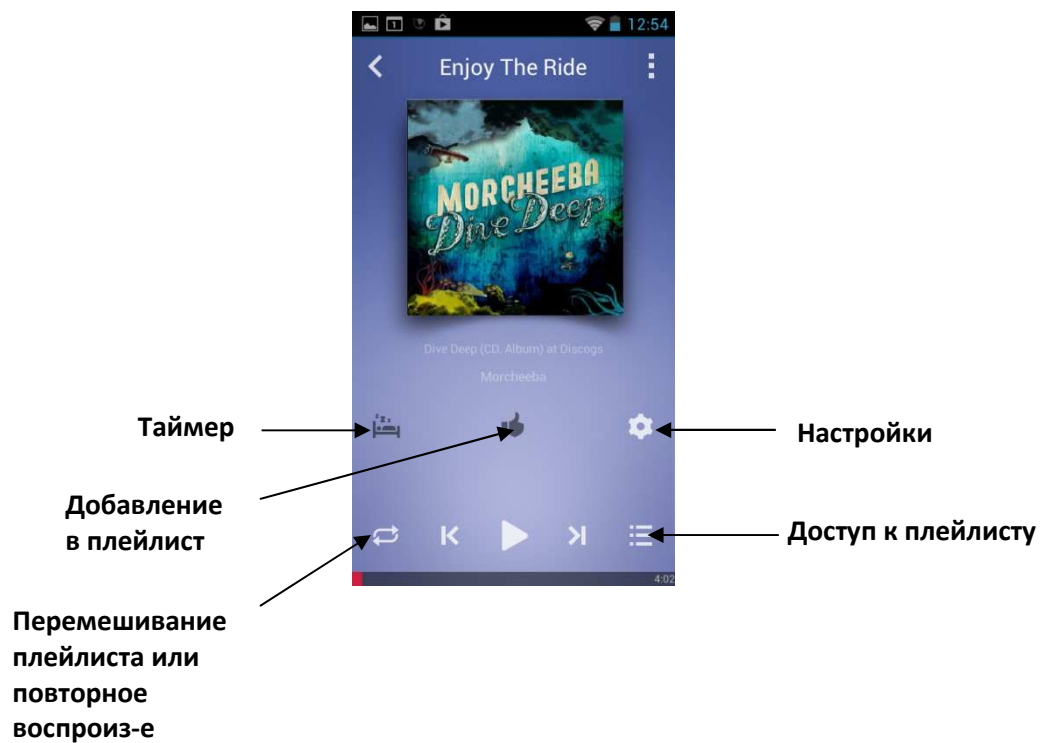 12:54
Enjoy The Ride
MORCHEEBA
Dive Deep
Dive Deep (CD, Album) at Discogs
Morcheeba
Таймер
Настройки
Добавление
в плейлист
Доступ к плейлисту
4:02
Перемешивание
плейлиста или
повторное
воспроиз-е